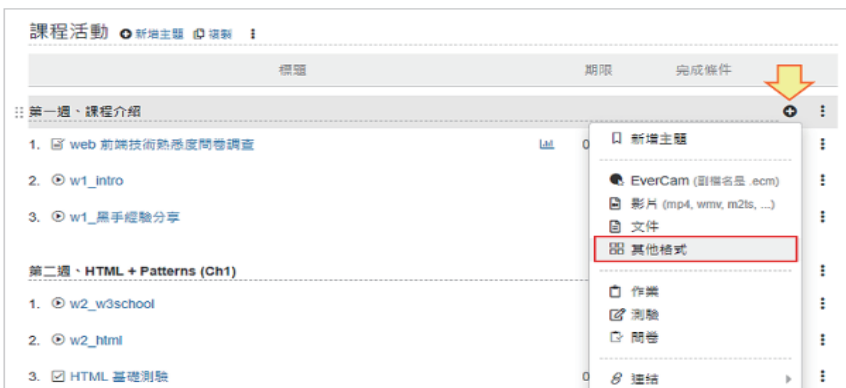 課程活動 新增主題 複製
標題 期限 完成條件
第一週、課程介紹
1. web 前端技術熟悉度問卷調查 0
2. w1_intro
3. w1_黑手經驗分享
第二週、HTML + Patterns (Ch1)
1. w2_w3school
2. w2_html
3. HTML 基礎測驗 0
新增主題
EverCam (副檔名是 .ecm)
影片 (mp4, wmv, m2ts, ...)
文件
其他格式
作業
測驗
問卷
連結